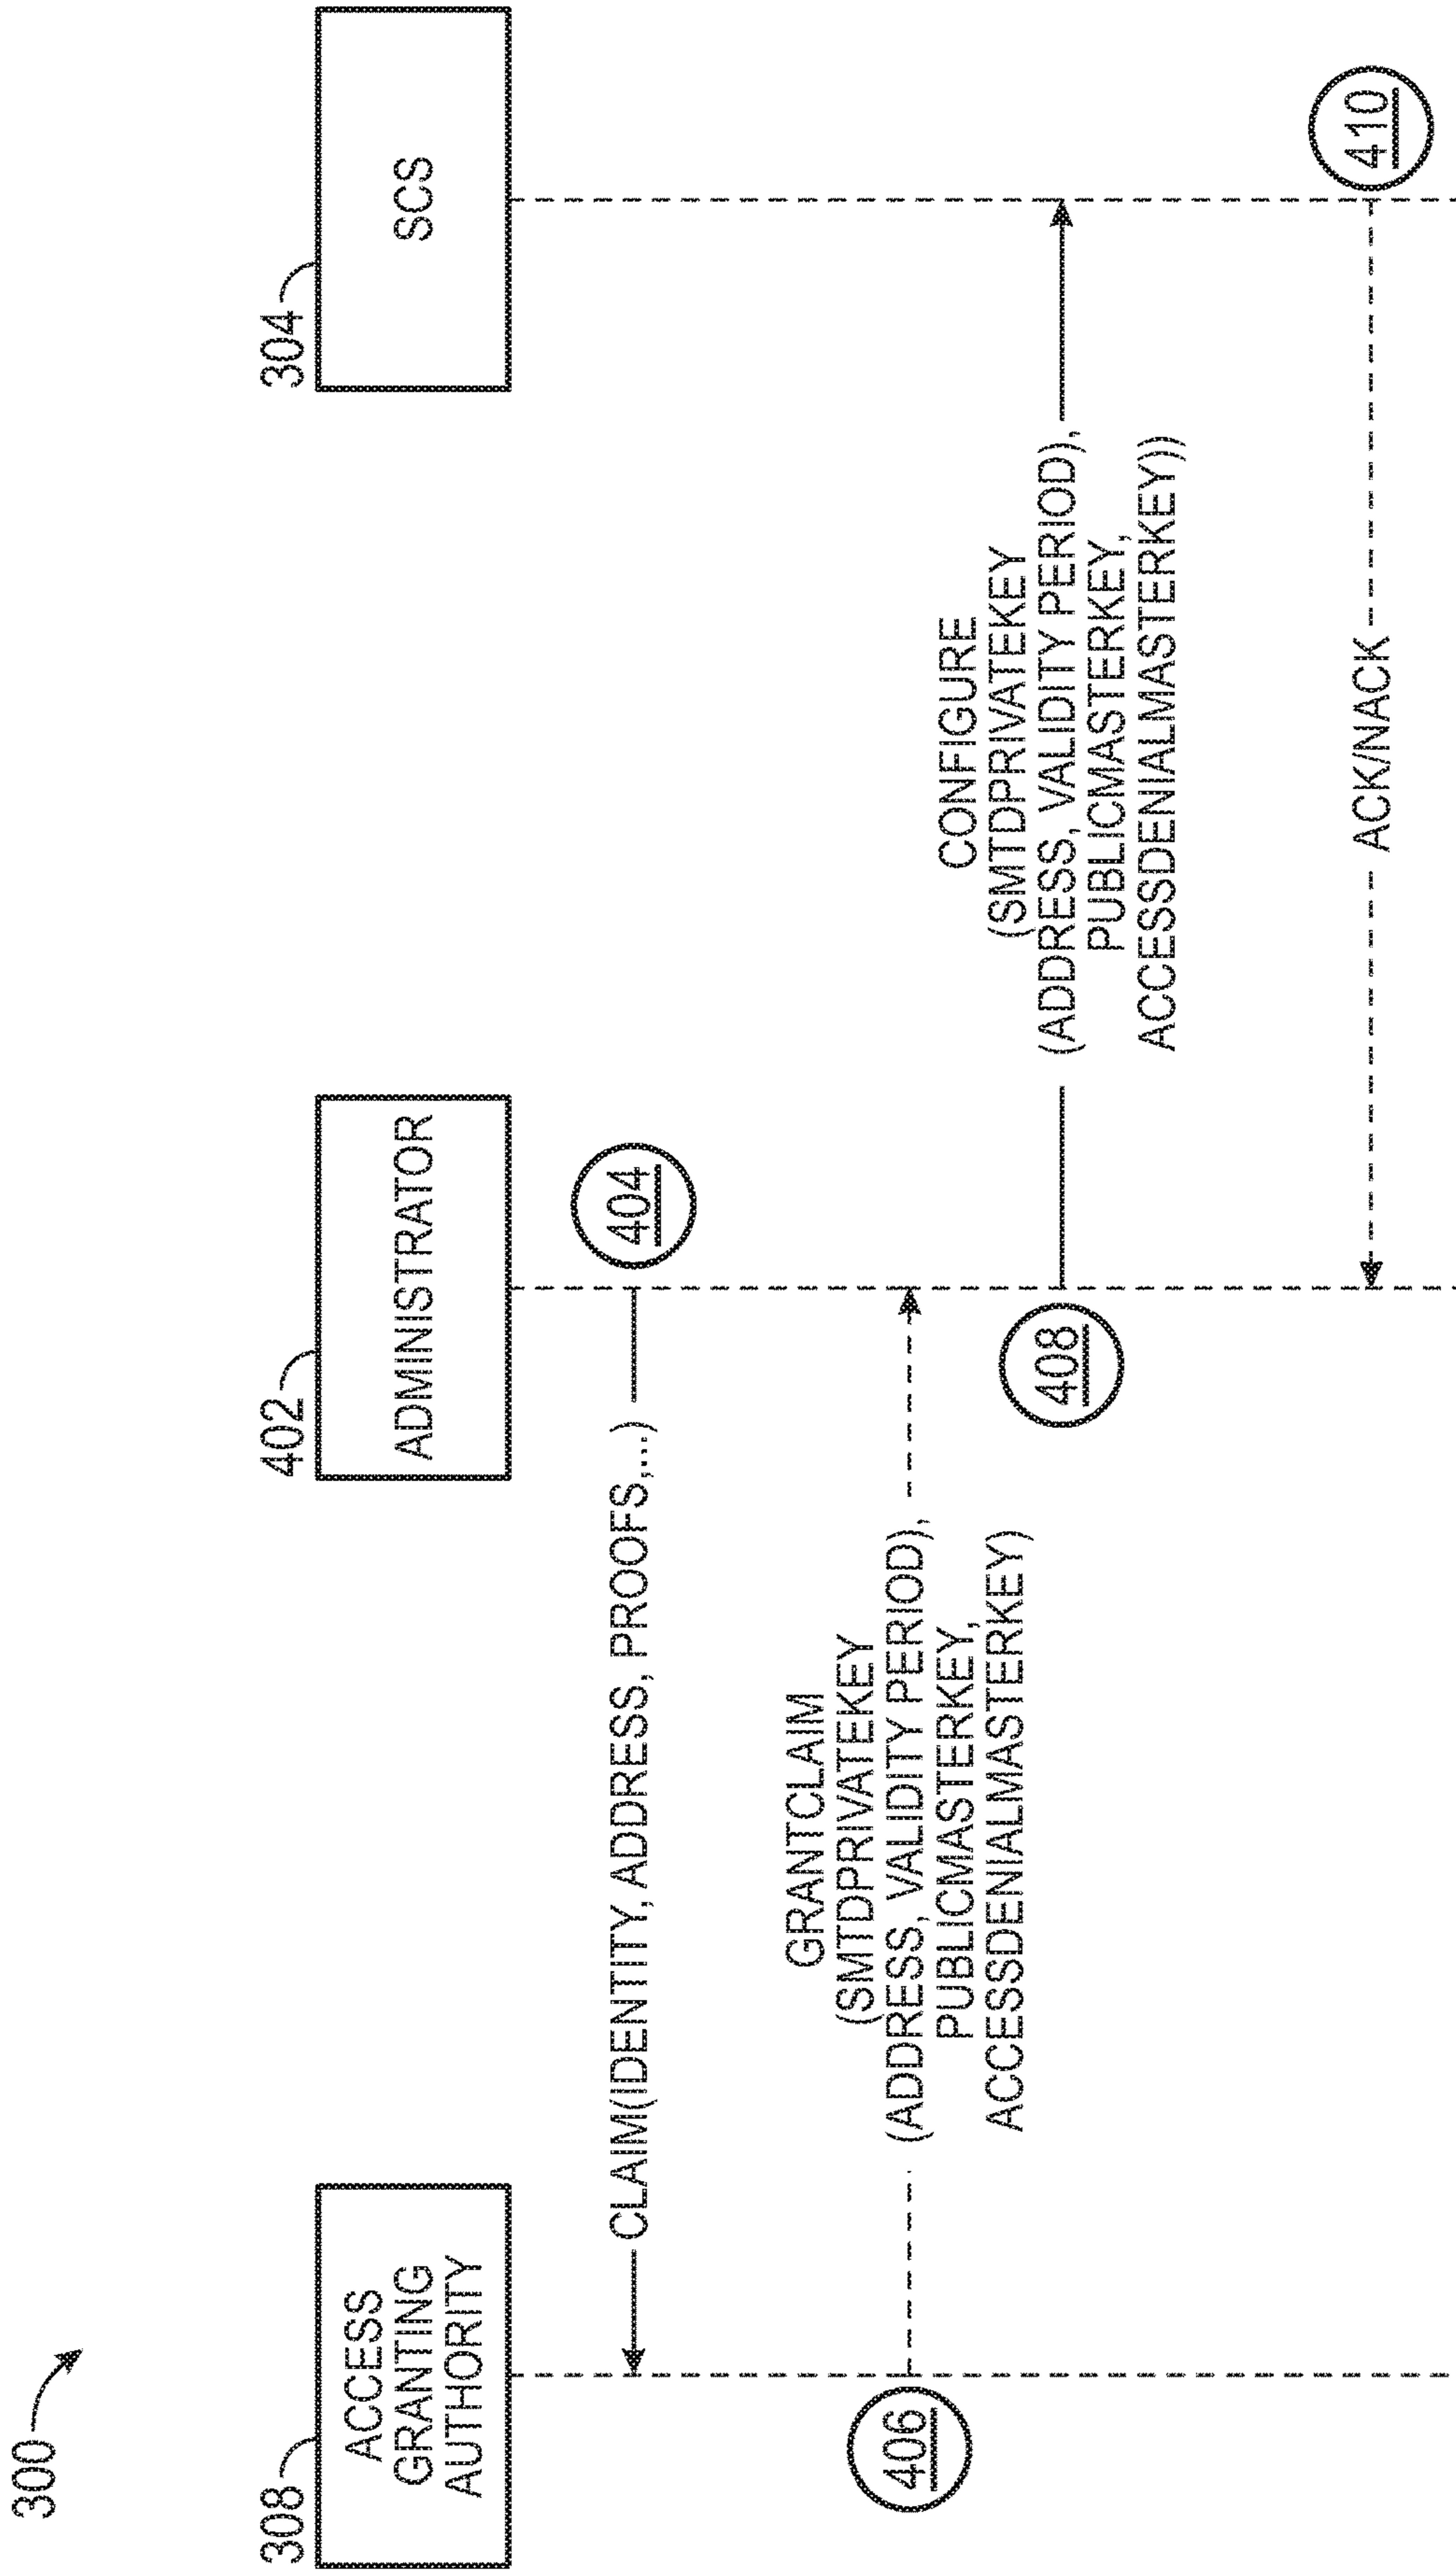 300
308
ACCESS
GRANTING
AUTHORITY
402
ADMINISTRATOR
304
SCS
CLAIM(IDENTITY, ADDRESS, PROOFS,...)
404
GRANTCLAIM
(SMTDPRIVATEKEY
(ADDRESS, VALIDITY PERIOD),
PUBLICMASTERKEY,
ACCESSDENIALMASTERKEY)
406
CONFIGURE
(SMTDPRIVATEKEY
(ADDRESS, VALIDITY PERIOD),
PUBLICMASTERKEY,
ACCESSDENIALMASTERKEY))
408
ACK/NACK
410